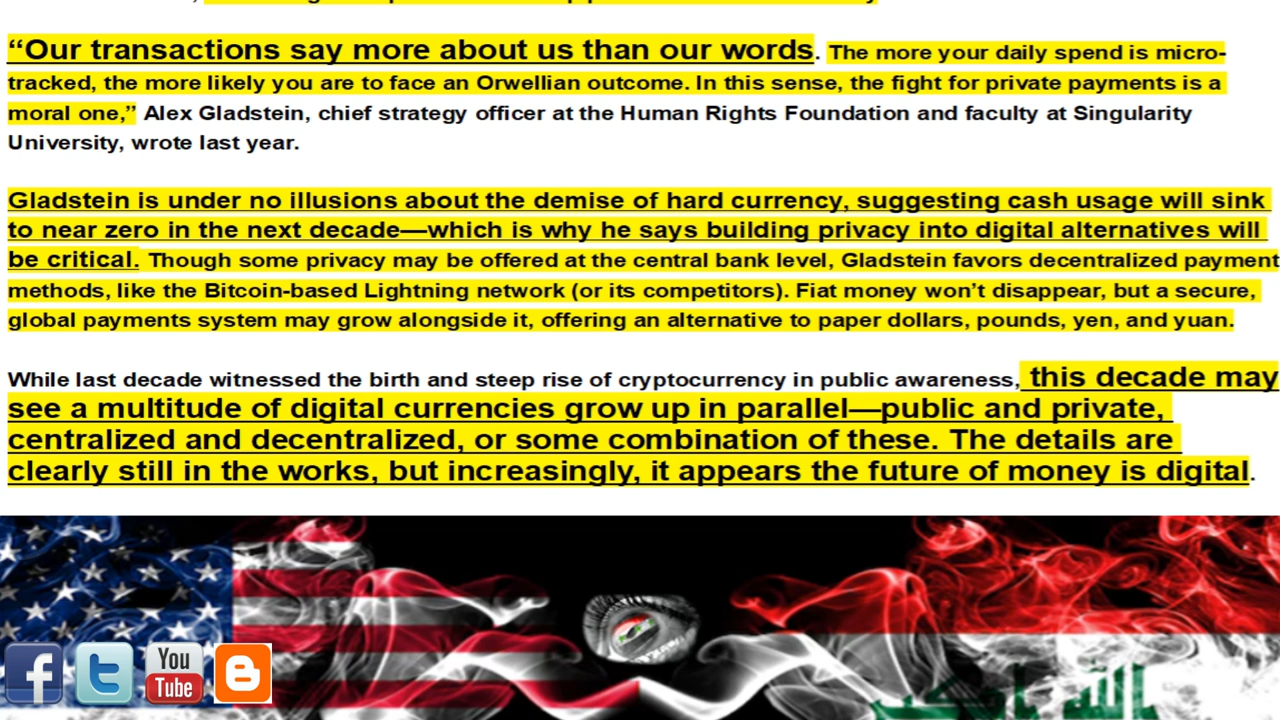 “Our transactions say more about us than our words. The more your daily spend is micro-
tracked, the more likely you are to face an Orwellian outcome. In this sense, the fight for private payments is a
moral one,” Alex Gladstein, chief strategy officer at the Human Rights Foundation and faculty at Singularity
University, wrote last year.
Gladstein is under no illusions about the demise of hard currency, suggesting cash usage will sink
to near zero in the next decade—which is why he says building privacy into digital alternatives will
be critical. Though some privacy may be offered at the central bank level, Gladstein favors decentralized payment
methods, like the Bitcoin-based Lightning network (or its competitors). Fiat money won’t disappear, but a secure,
global payments system may grow alongside it, offering an alternative to paper dollars, pounds, yen, and yuan.
While last decade witnessed the birth and steep rise of cryptocurrency in public awareness, this decade may
see a multitude of digital currencies grow up in parallel—public and private,
centralized and decentralized, or some combination of these. The details are
clearly still in the works, but increasingly, it appears the future of money is digital.
You
Tube
الله اكبر